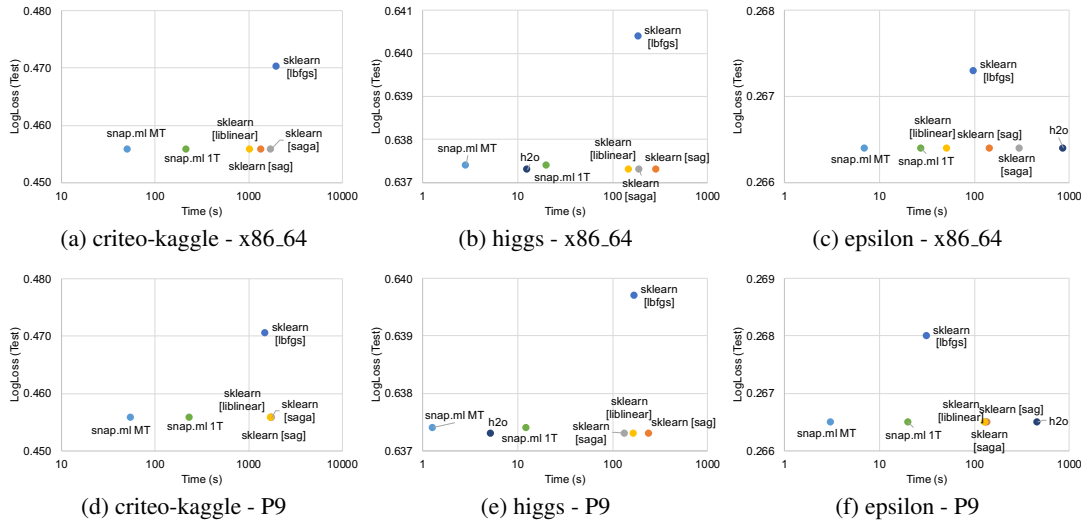 0.480
0.470
0.460
0.450
LogLoss (Test)
sklearn
[lbfgs]
snap.ml MT
snap.ml 1T
sklearn
[liblinear]
sklearn
[saga]
sklearn [sag]
10 100 1000 10000
Time (s)
(a) criteo-kaggle - x86_64
0.641
0.640
0.639
0.638
0.637
LogLoss (Test)
sklearn
[lbfgs]
snap.ml MT
h2o
snap.ml 1T
sklearn
[liblinear]
sklearn [sag]
sklearn
[saga]
1 10 100 1000
Time (s)
(b) higgs - x86_64
0.268
0.267
0.266
LogLoss (Test)
sklearn
[lbfgs]
snap.ml MT
snap.ml 1T
sklearn
[liblinear]
sklearn [sag]
sklearn
[saga]
h2o
1 10 100 1000
Time (s)
(c) epsilon - x86_64
0.480
0.470
0.460
0.450
LogLoss (Test)
sklearn
[lbfgs]
snap.ml MT
snap.ml 1T
sklearn
[liblinear]
sklearn
[saga]
sklearn [sag]
10 100 1000 10000
Time (s)
(d) criteo-kaggle - P9
0.640
0.639
0.638
0.637
LogLoss (Test)
sklearn
[lbfgs]
snap.ml MT
h2o
snap.ml 1T
sklearn
[liblinear]
sklearn
[saga]
sklearn [sag]
1 10 100 1000
Time (s)
(e) higgs - P9
0.269
0.268
0.267
0.266
LogLoss (Test)
sklearn
[lbfgs]
snap.ml MT
snap.ml 1T
sklearn
[liblinear]
sklearn [sag]
sklearn
[saga]
h2o
1 10 100 1000
Time (s)
(f) epsilon - P9